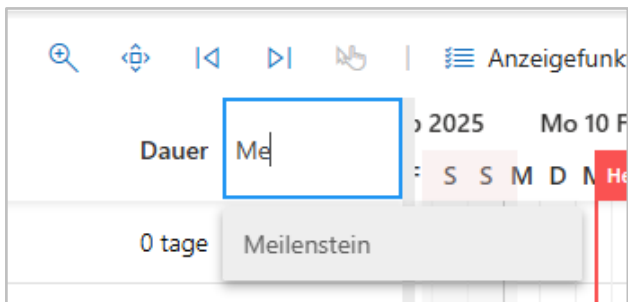 Anzeigefunk
2025 Mo 10 F
Dauer Me
S S M D M He
0 tage Meilenstein